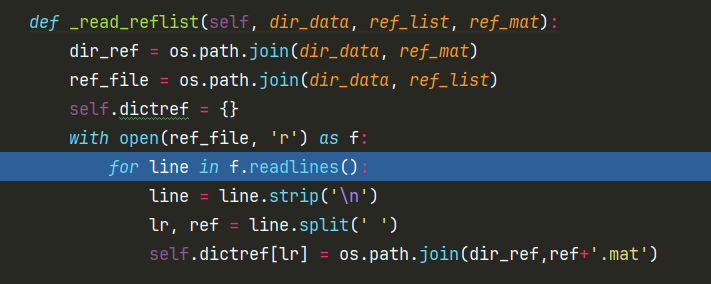 def _read_reflist(self, dir_data, ref_list, ref_mat):
    dir_ref = os.path.join(dir_data, ref_mat)
    ref_file = os.path.join(dir_data, ref_list)
    self.dictref = {}
    with open(ref_file, 'r') as f:
        for line in f.readlines():
            line = line.strip('\n')
            lr, ref = line.split(' ')
            self.dictref[lr] = os.path.join(dir_ref,ref+'.mat')